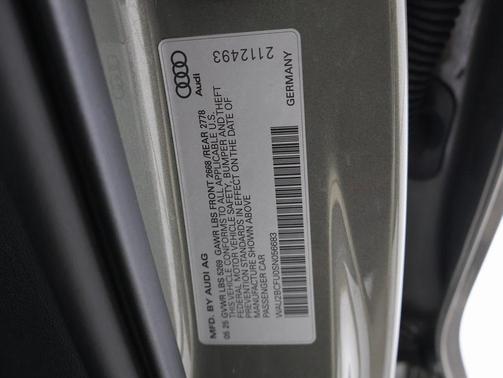 MFD. BY AUDI AG
05 25 GVWR LBS 5269 GAWR LBS FRONT 2668 /REAR 2778
THIS VEHICLE CONFORMS TO ALL APPLICABLE U.S.
FEDERAL MOTOR VEHICLE SAFETY, BUMPER AND THEFT
PREVENTION STANDARDS IN EFFECT ON THE DATE OF
MANUFACTURE SHOWN ABOVE
PASSENGER CAR
WAU2BCFU0SN056683
GERMANY
Audi
2112493